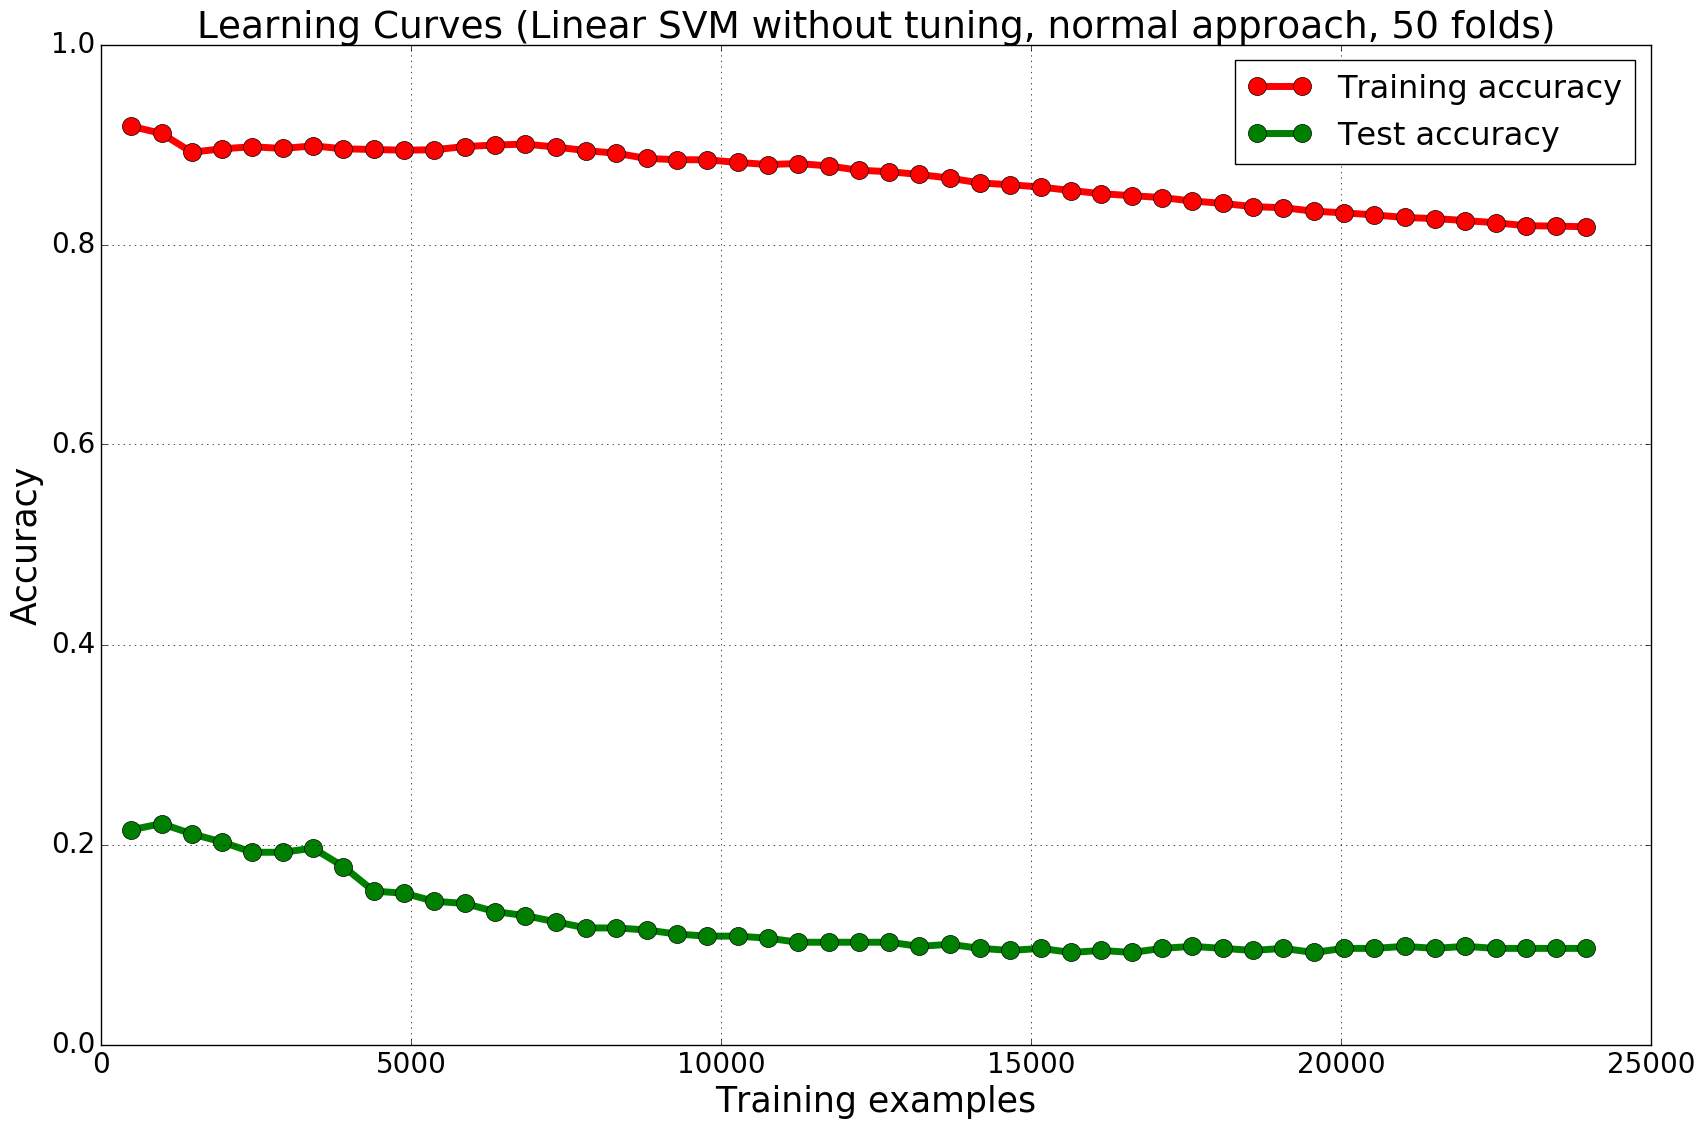 Learning Curves (Linear SVM without tuning, normal approach, 50 folds)
Training accuracy
Test accuracy
1.0
0.8
0.6
0.4
0.2
0.0
Accuracy
0 5000 10000 15000 20000 25000
Training examples